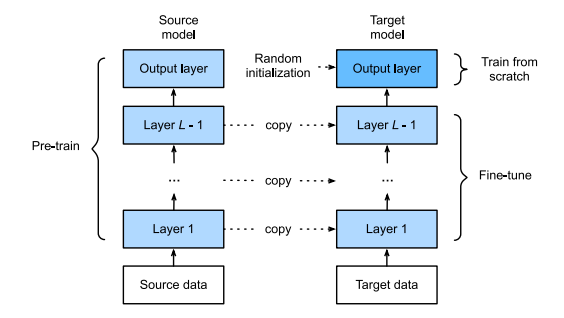 Source
model
Target
model
Output layer
Random
initialization
Output layer
Train from
scratch
Layer L - 1
copy
Layer L - 1
Pre-train
...
copy
...
Fine-tune
Layer 1
copy
Layer 1
Source data
Target data